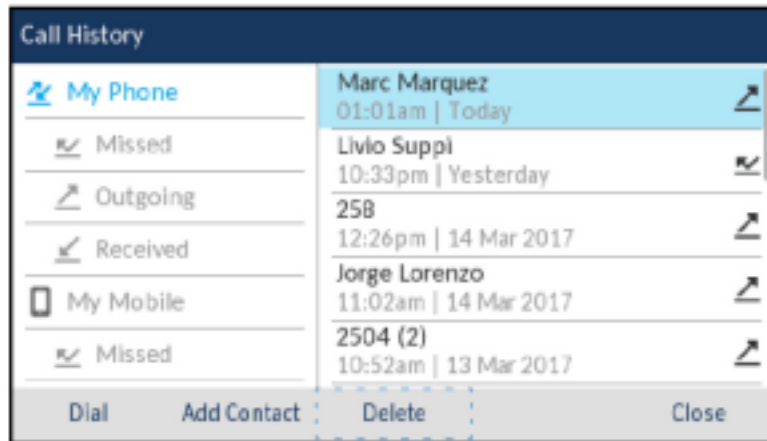 Call History
My Phone
Missed
Outgoing
Received
My Mobile
Missed
Marc Marquez
01:01am | Today
Livio Suppi
10:33pm | Yesterday
258
12:26pm | 14 Mar 2017
Jorge Lorenzo
11:02am | 14 Mar 2017
2504 (2)
10:52am | 13 Mar 2017
Dial Add Contact Delete Close